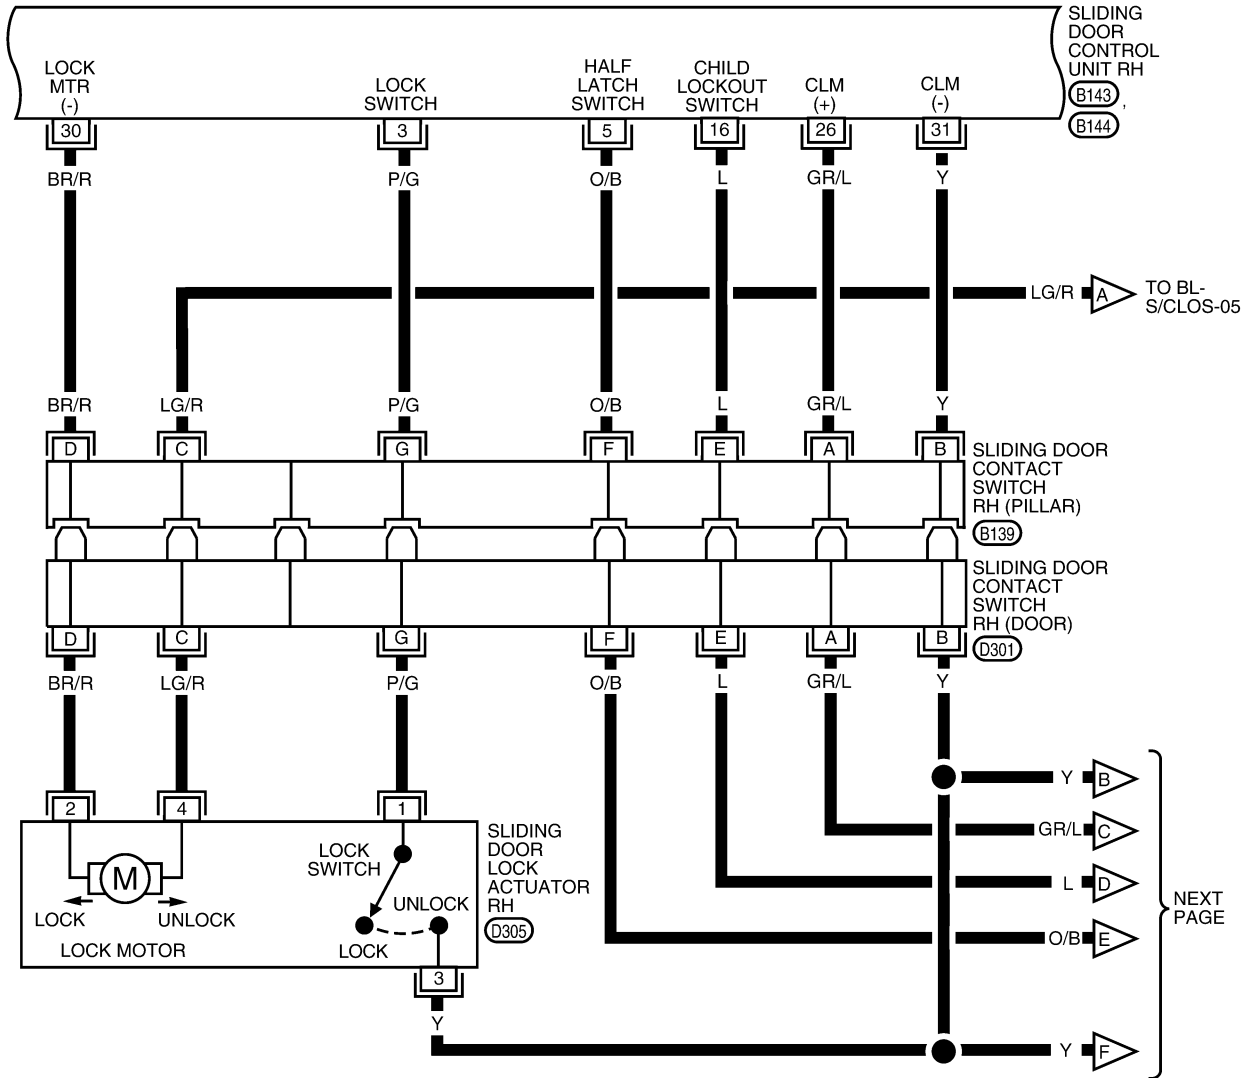 SLIDING
DOOR
CONTROL
UNIT RH
B143 ,
B144
LOCK
MTR
(-)
LOCK
SWITCH
HALF
LATCH
SWITCH
CHILD
LOCKOUT
SWITCH
CLM
(+)
CLM
(-)
30 3 5 16 26 31
BR/R P/G O/B L GR/L Y
LG/R A TO BL-
S/CLOS-05
BR/R LG/R P/G O/B L GR/L Y
D C G F E A B
SLIDING DOOR
CONTACT
SWITCH
RH (PILLAR)
B139
SLIDING DOOR
CONTACT
SWITCH
RH (DOOR)
D301
D C G F E A B
BR/R LG/R P/G O/B L GR/L Y
Y B
GR/L C
L D
O/B E
Y F
NEXT
PAGE
2 4 1
SLIDING
DOOR
LOCK
ACTUATOR
RH
D305
LOCK
SWITCH
M
LOCK UNLOCK
LOCK MOTOR
UNLOCK
LOCK
3
Y